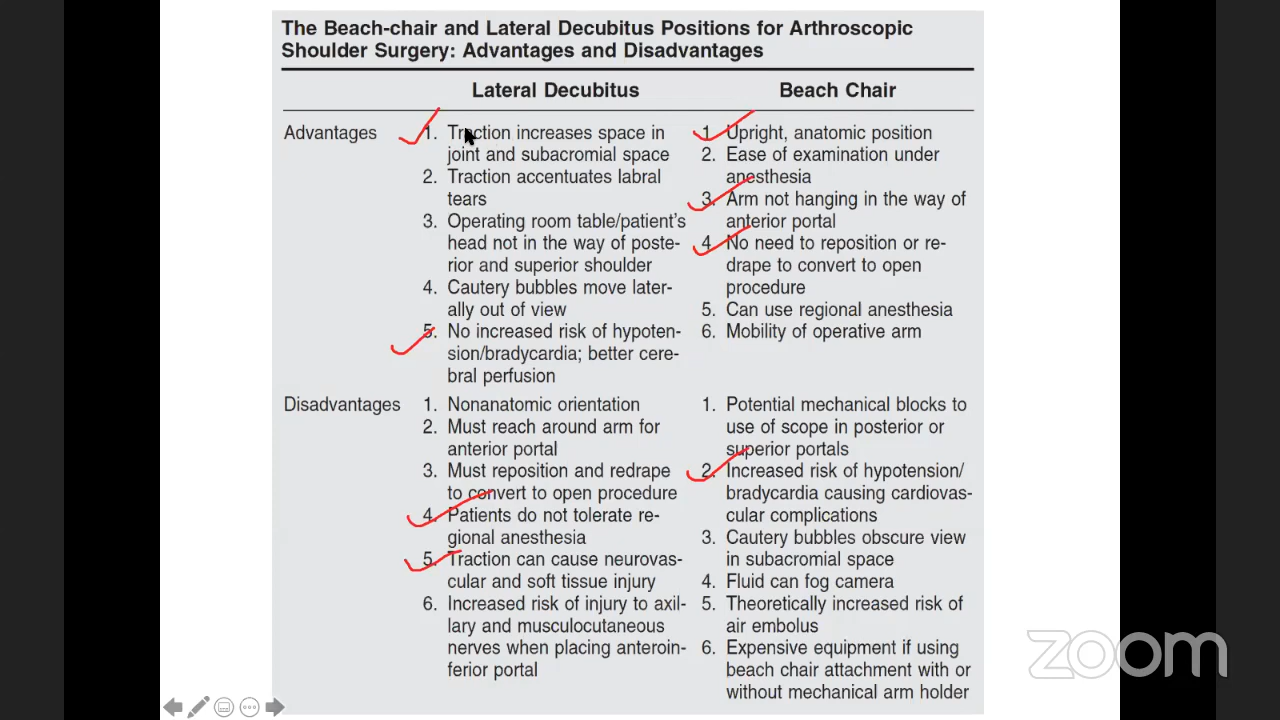 The Beach-chair and Lateral Decubitus Positions for Arthroscopic
Shoulder Surgery: Advantages and Disadvantages
Lateral Decubitus
Beach Chair
Advantages
1. Traction increases space in
joint and subacromial space
2. Traction accentuates labral
tears
3. Operating room table/patient's
head not in the way of poste-
rior and superior shoulder
4. Cautery bubbles move later-
ally out of view
5. No increased risk of hypoten-
sion/bradycardia; better cere-
bral perfusion
1. Upright, anatomic position
2. Ease of examination under
anesthesia
3. Arm not hanging in the way of
anterior portal
4. No need to reposition or re-
drape to convert to open
procedure
5. Can use regional anesthesia
6. Mobility of operative arm
Disadvantages
1. Nonanatomic orientation
2. Must reach around arm for
anterior portal
3. Must reposition and redrape
to convert to open procedure
4. Patients do not tolerate re-
gional anesthesia
5. Traction can cause neurovas-
cular and soft tissue injury
6. Increased risk of injury to axil-
lary and musculocutaneous
nerves when placing anteroin-
ferior portal
1. Potential mechanical blocks to
use of scope in posterior or
superior portals
2. Increased risk of hypotension/
bradycardia causing cardiovas-
cular complications
3. Cautery bubbles obscure view
in subacromial space
4. Fluid can fog camera
5. Theoretically increased risk of
air embolus
6. Expensive equipment if using
beach chair attachment with or
without mechanical arm holder
zoom